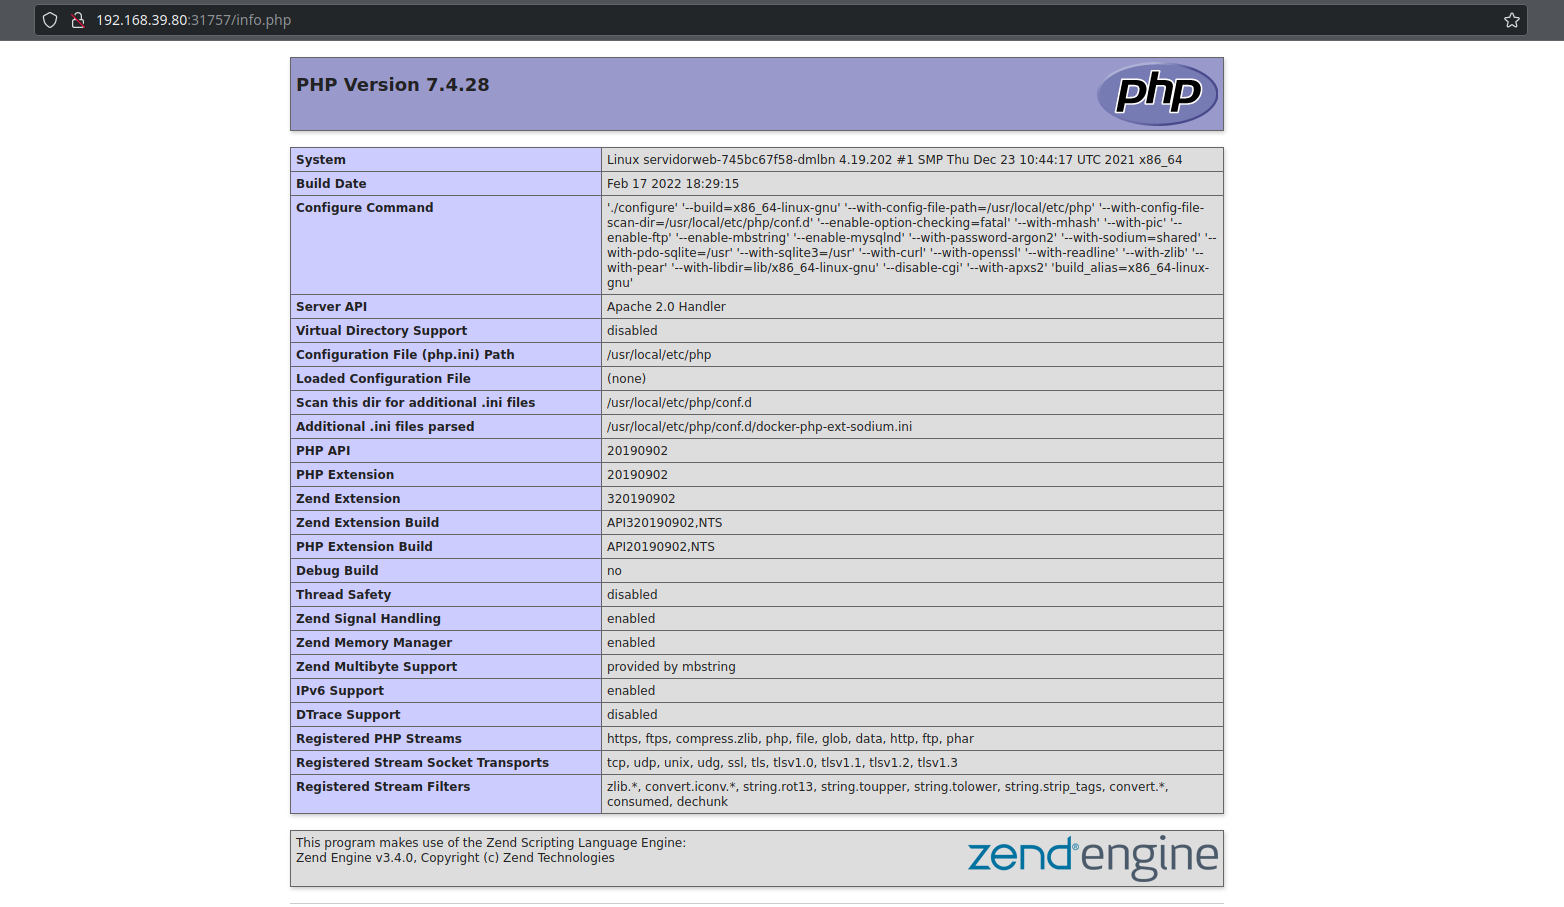 192.168.39.80:31757/info.php
PHP Version 7.4.28
php
System Linux servidorweb-745bc67f58-dmlbn 4.19.202 #1 SMP Thu Dec 23 10:44:17 UTC 2021 x86_64
Build Date Feb 17 2022 18:29:15
Configure Command './configure' '--build=x86_64-linux-gnu' '--with-config-file-path=/usr/local/etc/php' '--with-config-file-
scan-dir=/usr/local/etc/php/conf.d' '--enable-option-checking=fatal' '--with-mhash' '--with-pic' '--
enable-ftp' '--enable-mbstring' '--enable-mysqlnd' '--with-password-argon2' '--with-sodium=shared' '--
with-pdo-sqlite=/usr' '--with-sqlite3=/usr' '--with-curl' '--with-openssl' '--with-readline' '--with-zlib' '--
with-pear' '--with-libdir=lib/x86_64-linux-gnu' '--disable-cgi' '--with-apxs2' 'build_alias=x86_64-linux-
gnu'
Server API Apache 2.0 Handler
Virtual Directory Support disabled
Configuration File (php.ini) Path /usr/local/etc/php
Loaded Configuration File (none)
Scan this dir for additional .ini files /usr/local/etc/php/conf.d
Additional .ini files parsed /usr/local/etc/php/conf.d/docker-php-ext-sodium.ini
PHP API 20190902
PHP Extension 20190902
Zend Extension 320190902
Zend Extension Build API320190902,NTS
PHP Extension Build API20190902,NTS
Debug Build no
Thread Safety disabled
Zend Signal Handling enabled
Zend Memory Manager enabled
Zend Multibyte Support provided by mbstring
IPv6 Support enabled
DTrace Support disabled
Registered PHP Streams https, ftps, compress.zlib, php, file, glob, data, http, ftp, phar
Registered Stream Socket Transports tcp, udp, unix, udg, ssl, tls, tlsv1.0, tlsv1.1, tlsv1.2, tlsv1.3
Registered Stream Filters zlib.*, convert.iconv.*, string.rot13, string.toupper, string.tolower, string.strip_tags, convert.*,
consumed, dechunk
This program makes use of the Zend Scripting Language Engine:
Zend Engine v3.4.0, Copyright (c) Zend Technologies
zend®engine